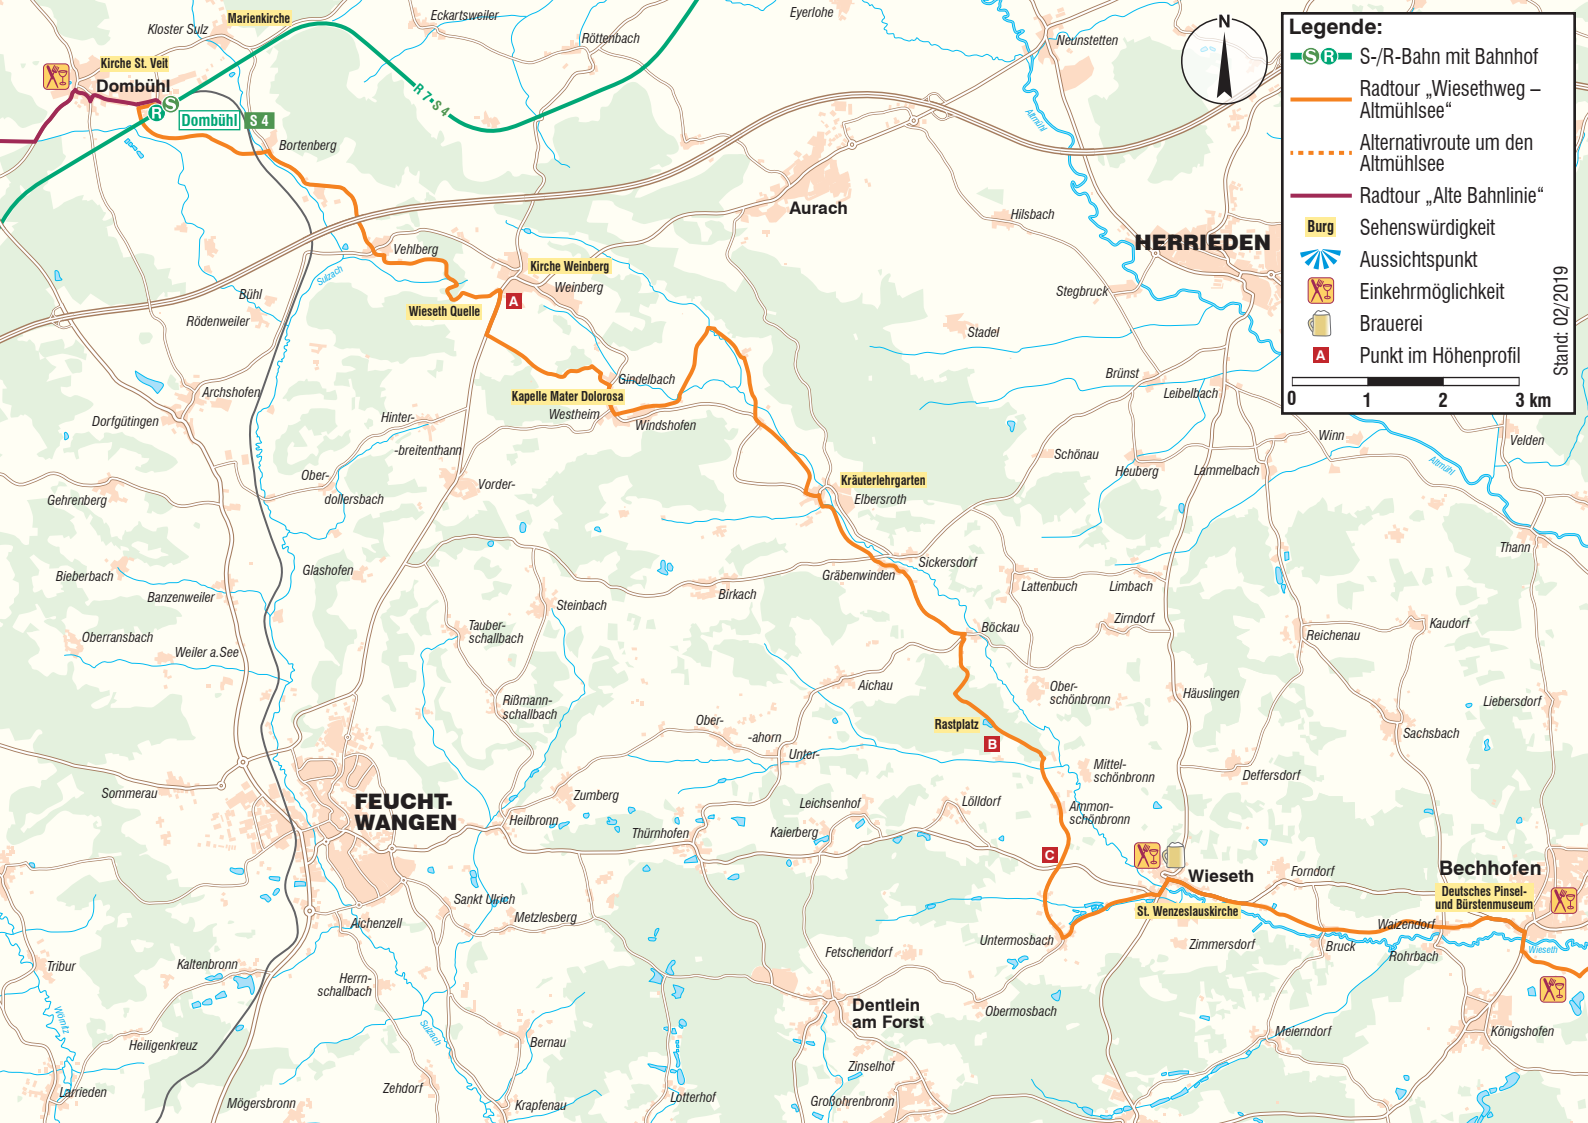 Kloster Sulz
Marienkirche
Eckartsweiler
Eyerlohe
Röttenbach
Neunstetten
Kirche St. Veit
Dombühl
S
R
Dombühl
S 4
R 7 • S 4
Altmühl
N
Legende:
S R
S-/R-Bahn mit Bahnhof
Radtour „Wiesethweg –
Altmühlsee“
Alternativroute um den
Altmühlsee
Radtour „Alte Bahnlinie“
Burg
Sehenswürdigkeit
Aussichtspunkt
Einkehrmöglichkeit
Brauerei
A
Punkt im Höhenprofil
0 1 2 3 km
Stand: 02/2019
Bortenberg
Aurach
Hilsbach
HERRIEDEN
Vehlberg
Sulzach
Kirche Weinberg
Weinberg
A
Wieseth Quelle
Stegbruck
Bühl
Rödenweiler
Stadel
Archshofen
Gindelbach
Kapelle Mater Dolorosa
Westheim
Windshofen
Brünst
Leibelbach
Dorfgütingen
Hinter-
-breitenthann
Winn
Velden
Altmühl
Schönau
Heuberg
Lammelbach
Ober-
dollersbach
Vorder-
Kräuterlehrgarten
Elbersroth
Gehrenberg
Thann
Bieberbach
Glashofen
Sickersdorf
Gräbenwinden
Birkach
Lattenbuch
Limbach
Banzenweiler
Steinbach
Tauber-
schallbach
Böckau
Zirndorf
Kaudorf
Reichenau
Oberransbach
Weiler a.See
Aichau
Ober-
schönbronn
Häuslingen
Liebersdorf
Rißmann-
schallbach
Ober-
-ahorn
Unter-
Rastplatz
B
Sachsbach
Mittel-
schönbronn
Deffersdorf
Sommerau
FEUCHT-
WANGEN
Zumberg
Heilbronn
Leichsenhof
Lölldorf
Ammon-
schönbronn
Thürnhofen
Kaierberg
C
Wieseth
Forndorf
Bechhofen
Deutsches Pinsel-
und Bürstenmuseum
Sankt Ulrich
Metzlesberg
Aichenzell
St. Wenzeslauskirche
Waizendorf
Untermosbach
Zimmersdorf
Bruck
Rohrbach
Wieseth
Fetschendorf
Tribur
Kaltenbronn
Herrn-
schallbach
Dentlein
am Forst
Obermosbach
Meierndorf
Königshofen
Wörnitz
Sulzach
Heiligenkreuz
Bernau
Zinselhof
Larrieden
Mögersbronn
Zehdorf
Krapfenau
Lotterhof
Großohrenbronn